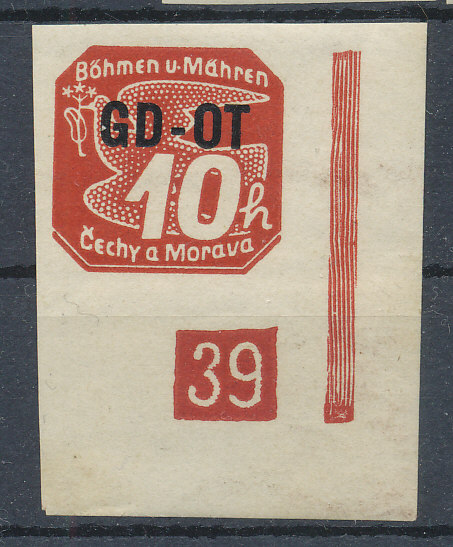 Böhmen u. Mähren
GD-OT
10h
Čechy a Morava
39